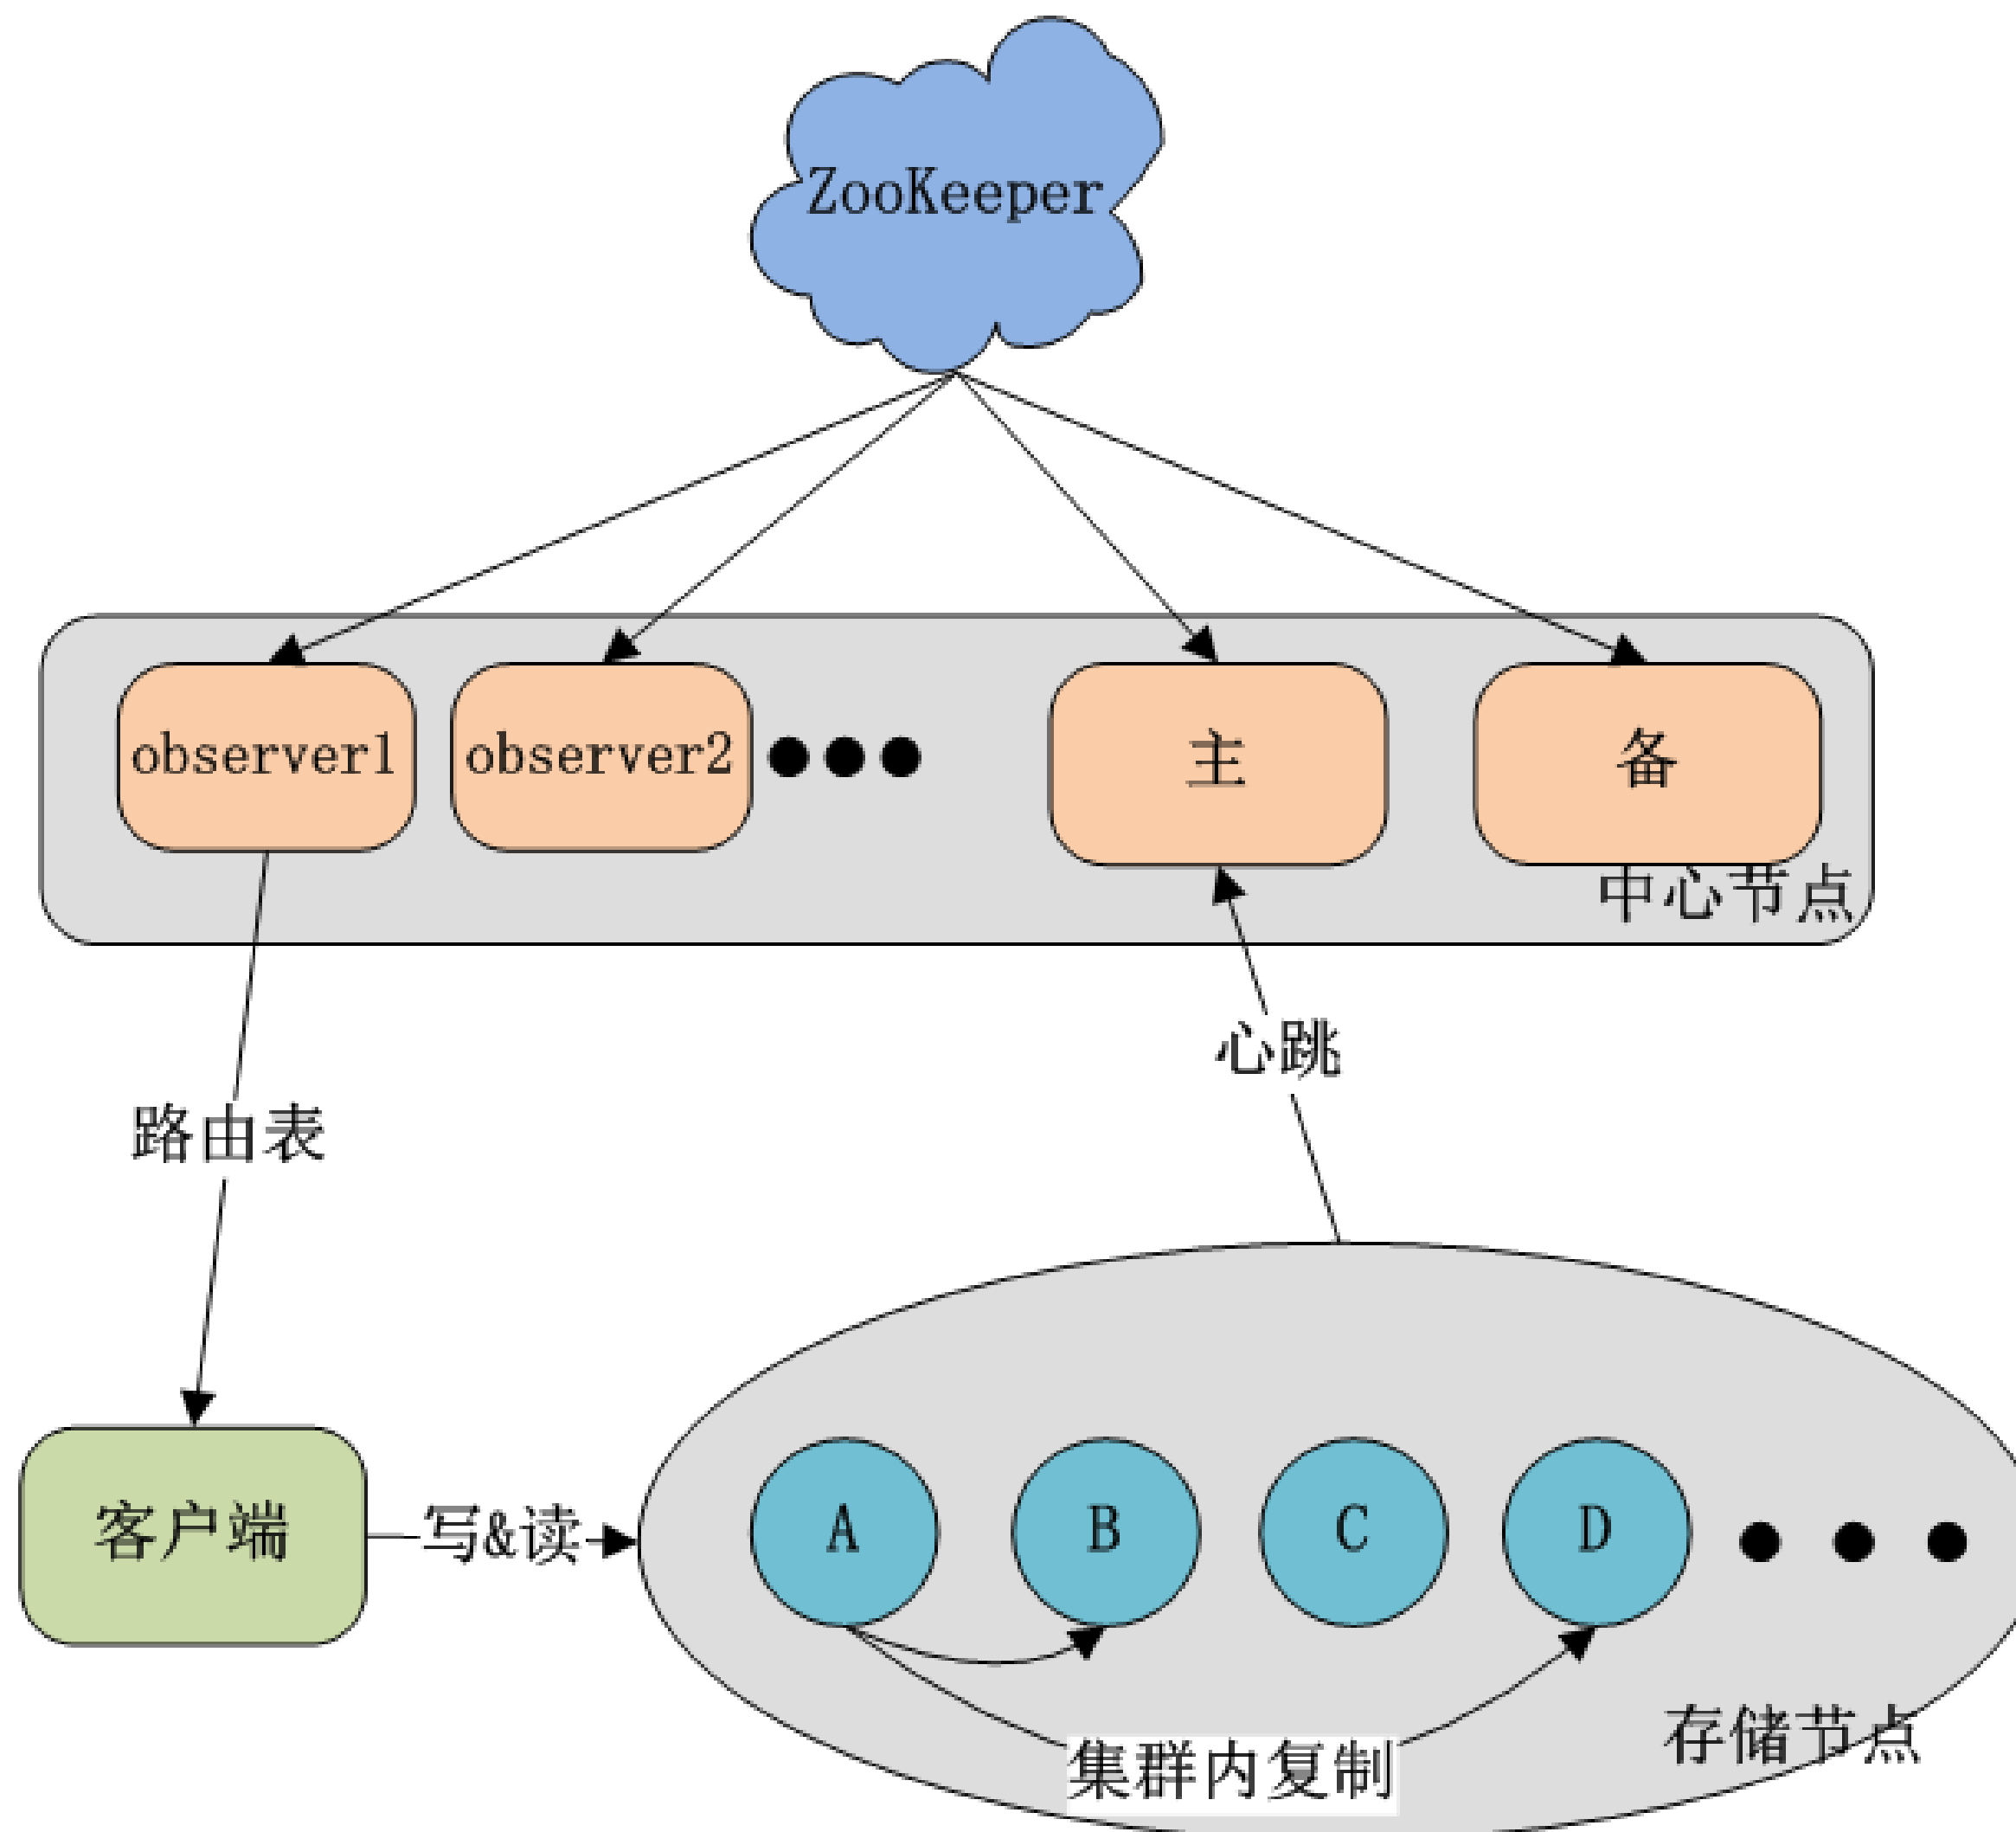 ZooKeeper
observer1
observer2
主
备
中心节点
心跳
路由表
客户端
写&读
A
B
C
D
存储节点
集群内复制